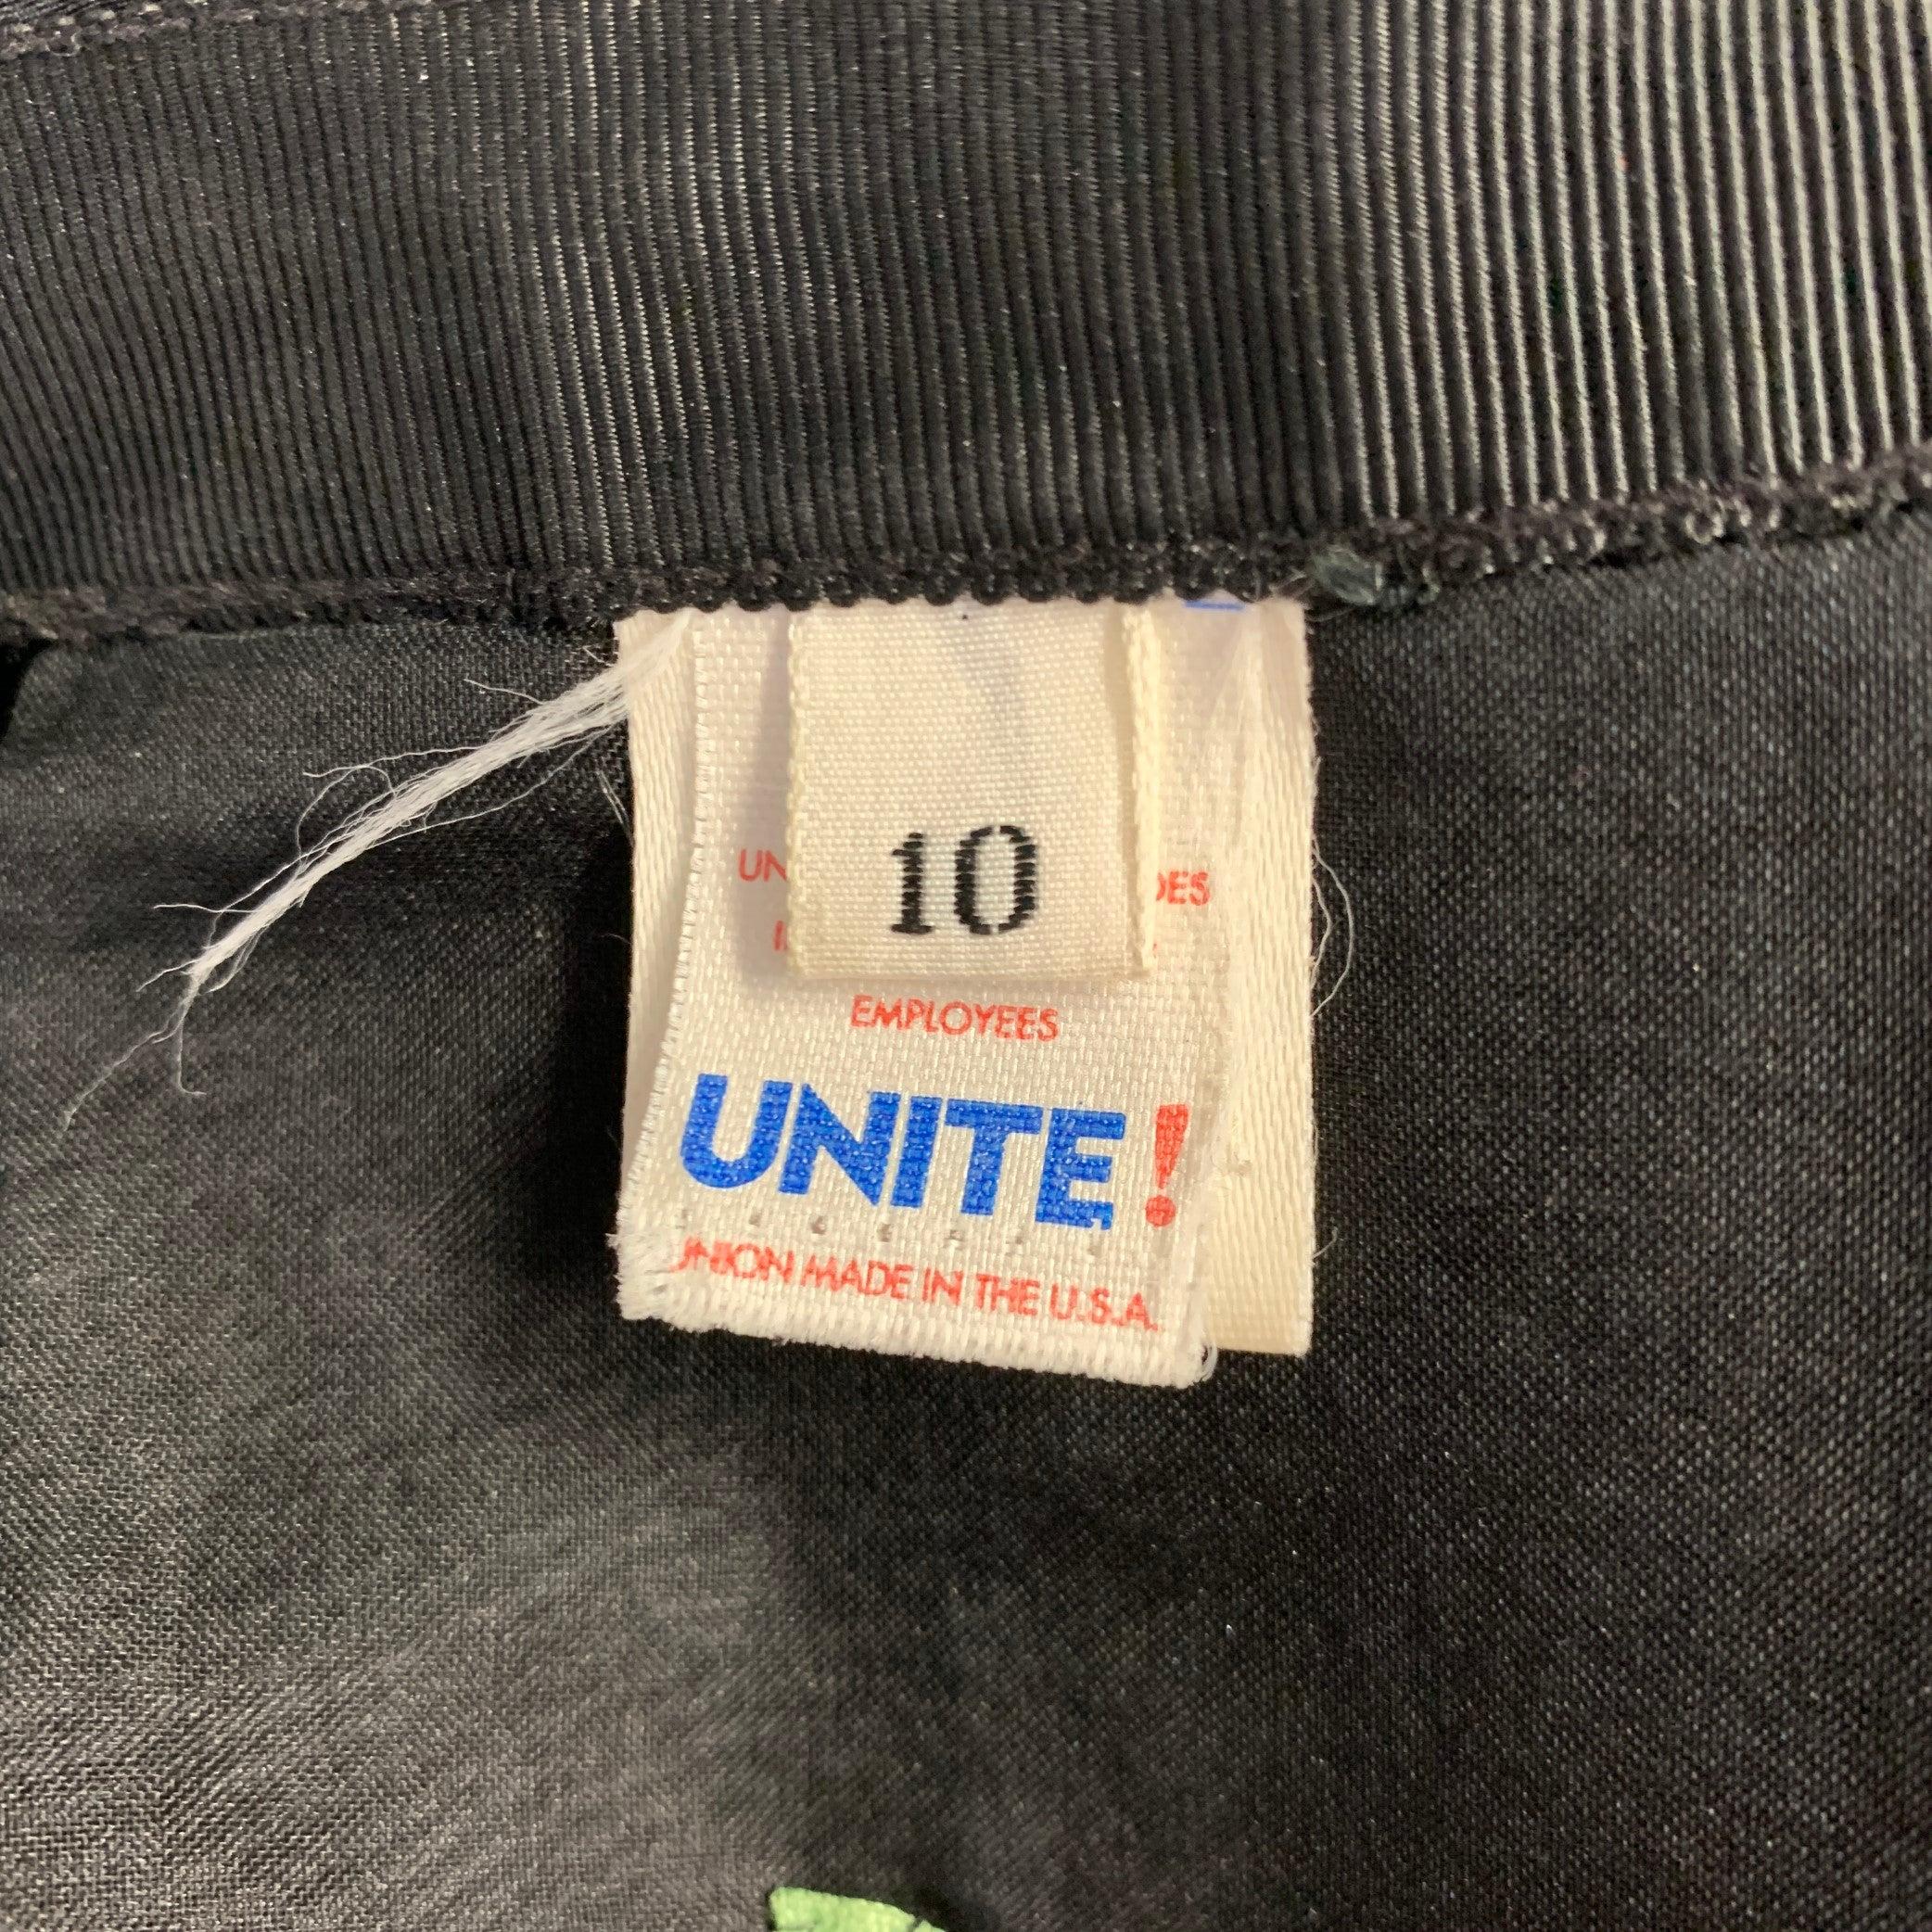 10
EMPLOYEES
UNITE!
UNION MADE IN THE U.S.A.